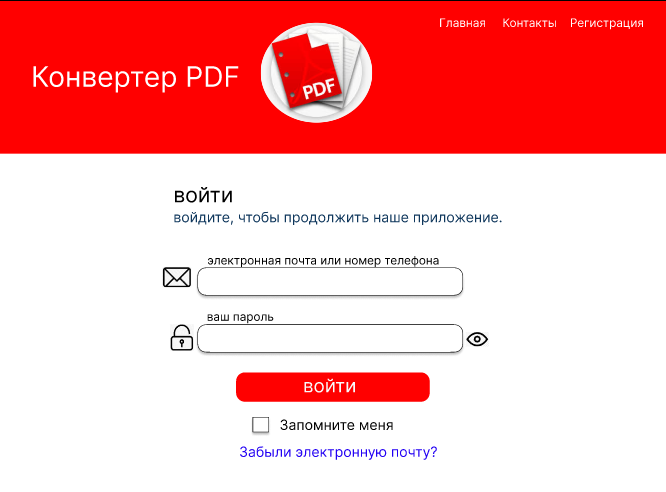 Главная Контакты Регистрация
Конвертер PDF
PDF
войти
войдите, чтобы продолжить наше приложение.
электронная почта или номер телефона
ваш пароль
войти
Запомните меня
Забыли электронную почту?